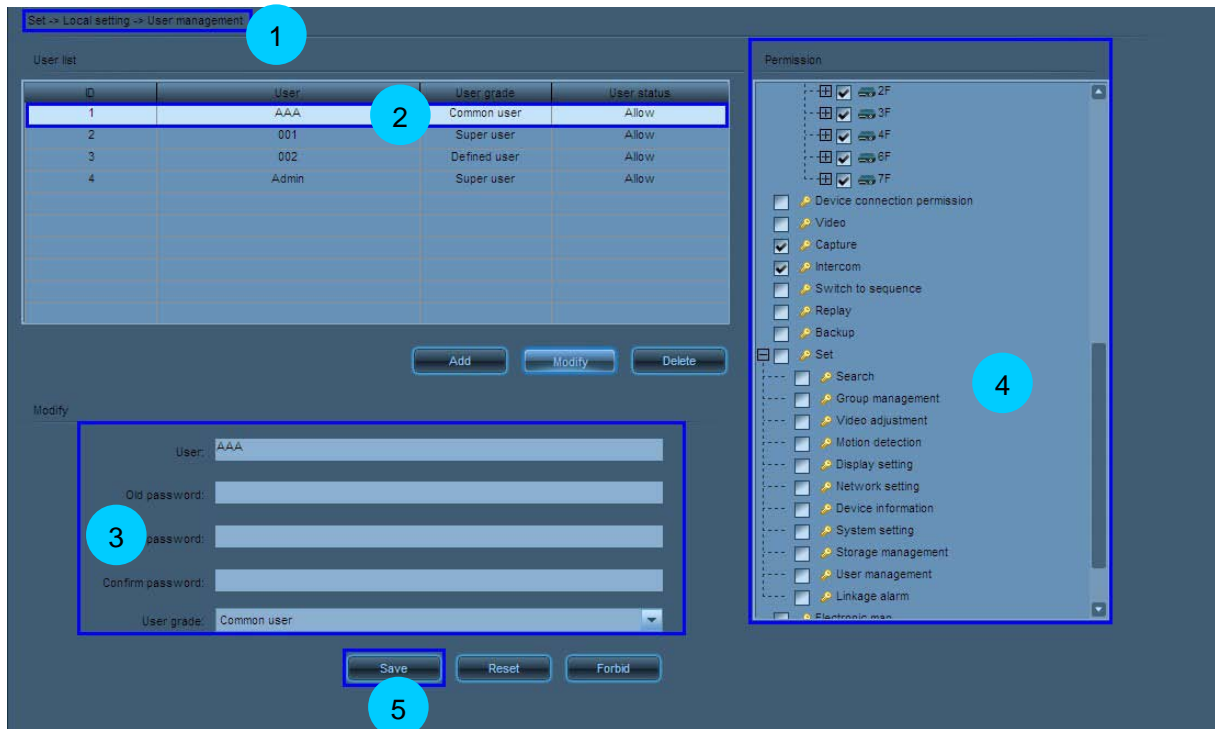 Set -> Local setting -> User management
1
User list
ID User User grade User status
1 AAA Common user Allow
2 001 Super user Allow
3 002 Defined user Allow
4 Admin Super user Allow
2
Add Modify Delete
Modify
User: AAA
Old password:
password:
Confirm password:
User grade: Common user
3
Save Reset Forbid
5
Permission
2F
3F
4F
6F
7F
Device connection permission
Video
Capture
Intercom
Switch to sequence
Replay
Backup
Set
Search
Group management
Video adjustment
Motion detection
Display setting
Network setting
Device information
System setting
Storage management
User management
Linkage alarm
Electronic map
4